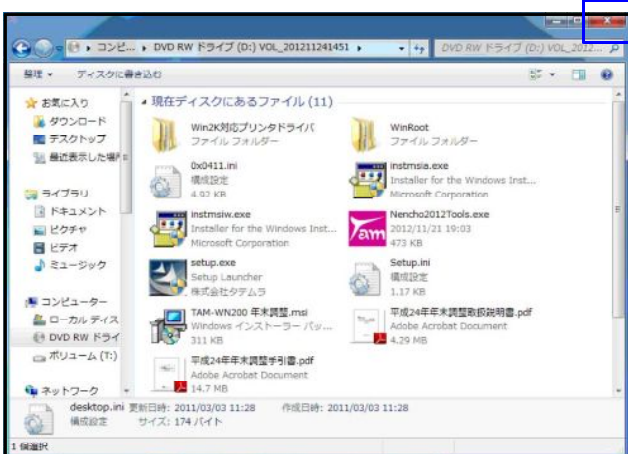 コンピ... ▸ DVD RW ドライブ (D:) VOL_201211241451 ▸
DVD RW ドライブ (D:) VOL_2012...
整理 ディスクに書き込む
お気に入り
ダウンロード
デスクトップ
最近表示した場所
ライブラリ
ドキュメント
ピクチャ
ビデオ
ミュージック
コンピューター
ローカル ディス
DVD RW ドライ
ボリューム (T:)
ネットワーク
現在ディスクにあるファイル (11)
Win2K対応プリンタドライバ
ファイル フォルダー
WinRoot
ファイル フォルダー
0x0411.ini
構成設定
4.92 KB
instmsia.exe
Installer for the Windows Inst...
Microsoft Corporation
instmsiw.exe
Installer for the Windows Inst...
Microsoft Corporation
Tam
Nencho2012Tools.exe
2012/11/21 19:03
473 KB
setup.exe
Setup Launcher
株式会社タテムラ
Setup.ini
構成設定
1.17 KB
TAM-WN200 年末調整.msi
Windows インストーラー パッ...
311 KB
平成24年年末調整取扱説明書.pdf
Adobe Acrobat Document
4.29 MB
平成24年年末調整手引書.pdf
Adobe Acrobat Document
14.7 MB
desktop.ini 更新日時: 2011/03/03 11:28 作成日時: 2011/03/03 11:28
構成設定 サイズ: 174 バイト
1 個選択